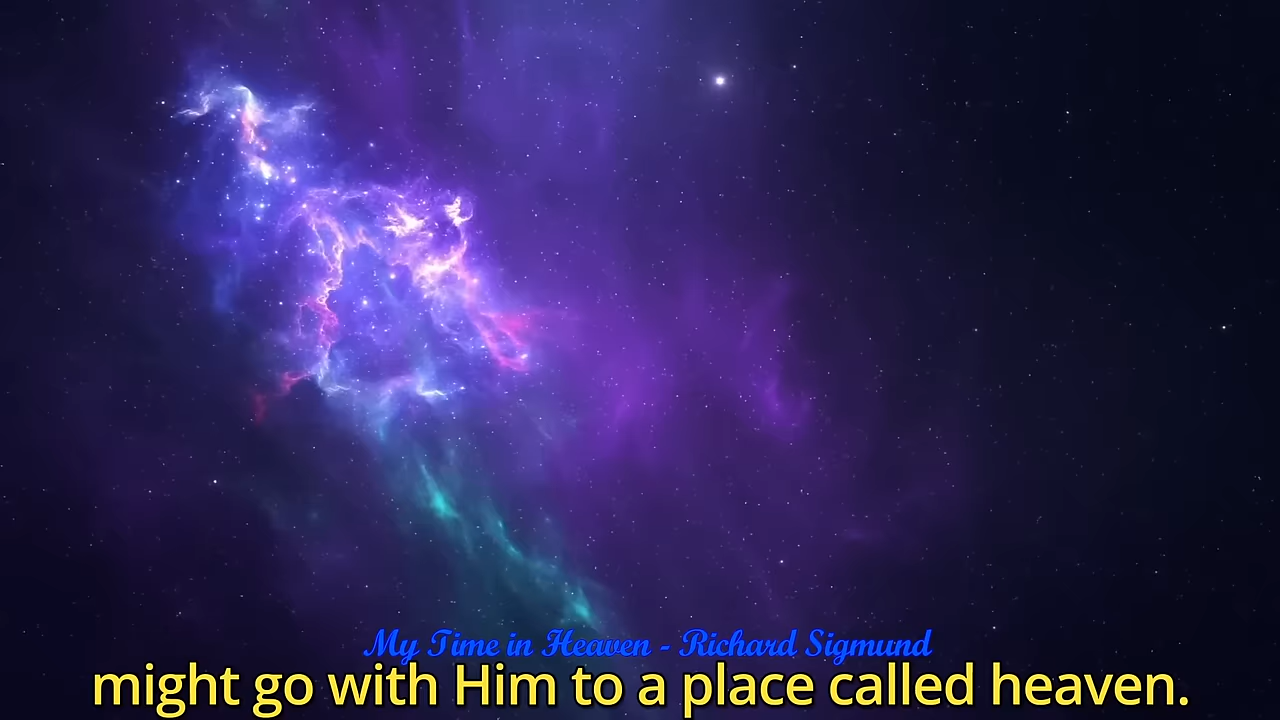 My Time in Heaven - Richard Sigmund
might go with Him to a place called heaven.